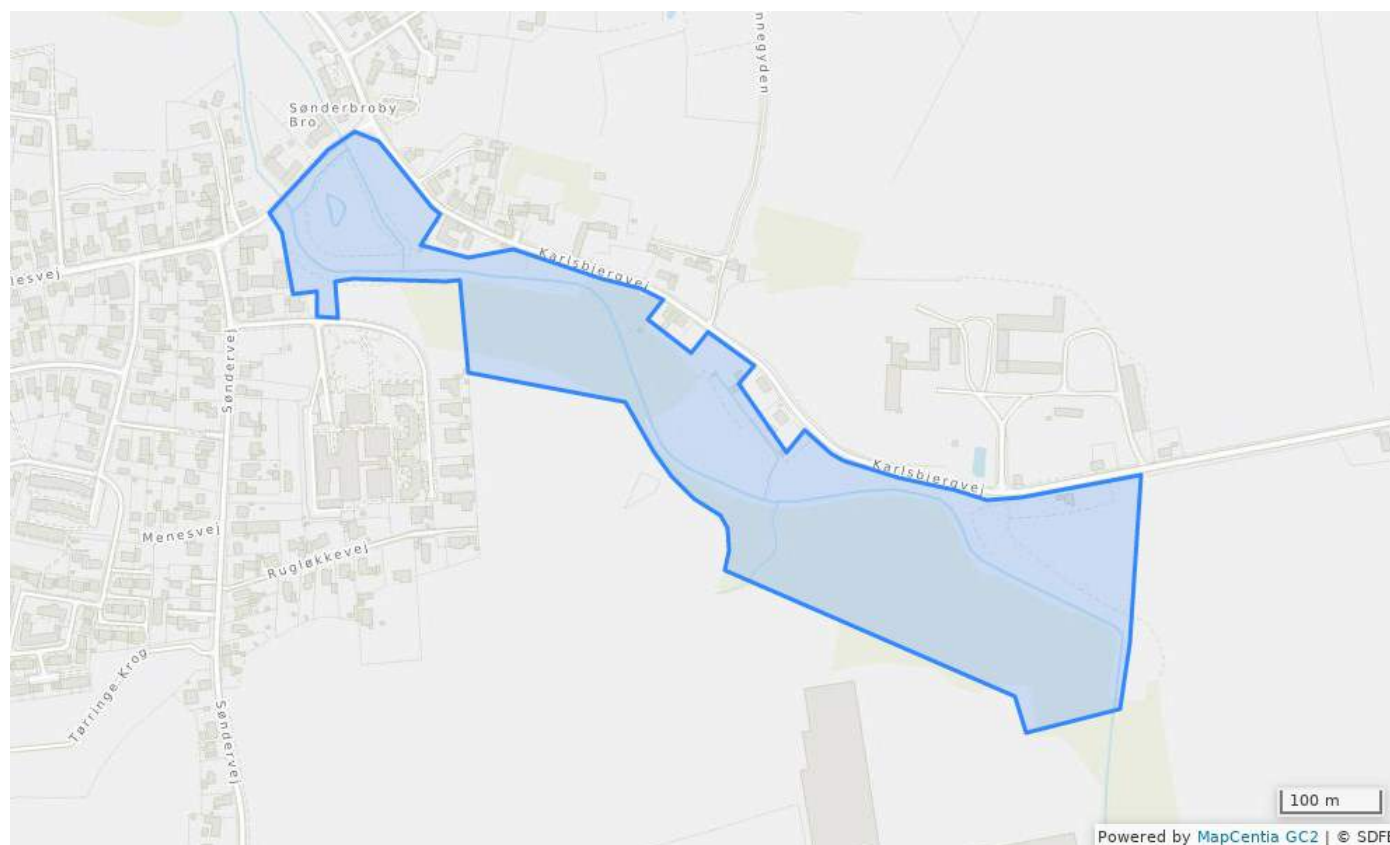 nnegyden
Sønderbroby
Bro
lesvej
Karlsbjergvej
Søndervej
Karlsbjergvej
Menesvej
Rugløkkevej
Tørringe Krog
Søndervej
100 m
Powered by MapCentia GC2 | © SDFE